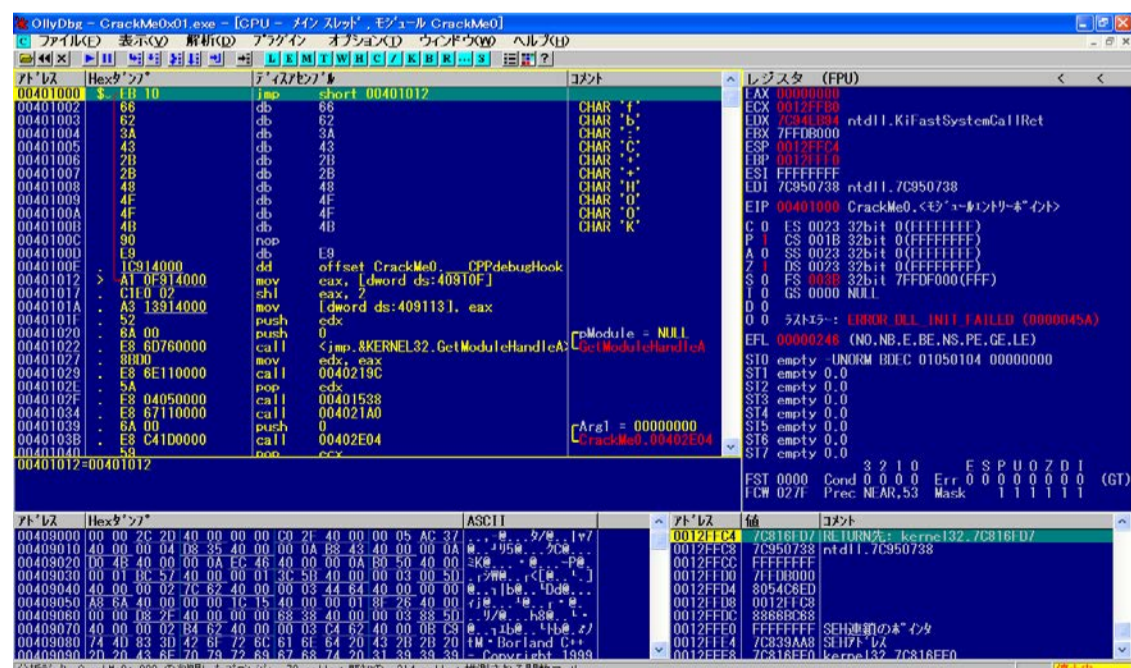 OllyDbg - CrackMe0x01.exe - [CPU - メイン スレッド, モジュール CrackMe0]
ファイル(F) 表示(V) 解析(D) プラグイン オプション(T) ウィンドウ(W) ヘルプ(H)
L E M T W H C / K B R ... S ?
アドレス Hexダンプ ディスアセンブル コメント
00401000 $ EB 10 jmp short 00401012
00401002 66 db 66 CHAR 'f'
00401003 62 db 62 CHAR 'b'
00401004 3A db 3A CHAR ':'
00401005 43 db 43 CHAR 'C'
00401006 2B db 2B CHAR '+'
00401007 2B db 2B CHAR '+'
00401008 48 db 48 CHAR 'H'
00401009 4F db 4F CHAR 'O'
0040100A 4F db 4F CHAR 'O'
0040100B 4B db 4B CHAR 'K'
0040100C 90 nop
0040100D E9 db E9
0040100E . 1C914000 dd offset CrackMe0.___CPPdebugHook
00401012 > A1 0F914000 mov eax, [dword ds:40910F]
00401017 . C1E0 02 shl eax, 2
0040101A . A3 13914000 mov [dword ds:409113], eax
0040101F . 52 push edx
00401020 . 6A 00 push 0 pModule = NULL
00401022 . E8 6D760000 call <jmp.&KERNEL32.GetModuleHandleA> GetModuleHandleA
00401027 . 8BD0 mov edx, eax
00401029 . E8 6E110000 call 0040219C
0040102E . 5A pop edx
0040102F . E8 04050000 call 00401538
00401034 . E8 67110000 call 004021A0
00401039 . 6A 00 push 0 Arg1 = 00000000
0040103B . E8 C41D0000 call 00402E04 CrackMe0.00402E04
00401040 . 59 pop ecx
00401012=00401012
レジスタ (FPU) < <
EAX 00000000
ECX 0012FFB0
EDX 7C94EB94 ntdll.KiFastSystemCallRet
EBX 7FFDB000
ESP 0012FFC4
EBP 0012FFF0
ESI FFFFFFFF
EDI 7C950738 ntdll.7C950738
EIP 00401000 CrackMe0.<モジュールエントリーポイント>
C 0 ES 0023 32bit 0(FFFFFFFF)
P 1 CS 001B 32bit 0(FFFFFFFF)
A 0 SS 0023 32bit 0(FFFFFFFF)
Z 1 DS 0023 32bit 0(FFFFFFFF)
S 0 FS 003B 32bit 7FFDF000(FFF)
T 0 GS 0000 NULL
D 0
O 0 ラストエラー: ERROR_DLL_INIT_FAILED (0000045A)
EFL 00000246 (NO,NB,E,BE,NS,PE,GE,LE)
ST0 empty -UNORM BDEC 01050104 00000000
ST1 empty 0.0
ST2 empty 0.0
ST3 empty 0.0
ST4 empty 0.0
ST5 empty 0.0
ST6 empty 0.0
ST7 empty 0.0
3 2 1 0 E S P U O Z D I
FST 0000 Cond 0 0 0 0 Err 0 0 0 0 0 0 0 0 (GT)
FCW 027F Prec NEAR,53 Mask 1 1 1 1 1 1
アドレス Hexダンプ ASCII
00409000 00 00 2C 2D 40 00 00 00 C0 2F 40 00 00 05 AC 37
00409010 40 00 00 04 D8 35 40 00 00 0A B8 43 40 00 00 0A
00409020 D0 4B 40 00 00 0A EC 46 40 00 00 0A B0 50 40 00
00409030 00 01 BC 57 40 00 00 01 3C 5B 40 00 00 03 00 5D
00409040 40 00 00 02 7C 62 40 00 00 03 44 64 40 00 00 00
00409050 A8 6A 40 00 00 00 1C 15 40 00 00 01 8F 26 40 00
00409060 00 00 D8 2F 40 00 00 00 68 38 40 00 00 03 88 5D
00409070 40 00 00 02 B4 62 40 00 00 03 C4 62 40 00 00 00
00409080 74 4D 83 3D 42 6F 72 6C 61 6E 64 20 43 2B 2B 20
00409090 20 2D 20 43 6F 70 79 72 69 67 68 74 20 31 39 39
アドレス 値 コメント
0012FFC4 7C816FD7 RETURN先: kernel32.7C816FD7
0012FFC8 7C950738 ntdll.7C950738
0012FFCC FFFFFFFF
0012FFD0 7FFDB000
0012FFD4 8054C6ED
0012FFD8 0012FFC8
0012FFDC 8866BC68
0012FFE0 FFFFFFFF SEH連鎖のポインタ
0012FFE4 7C839AA8 SEHアドレス
0012FFE8 7C816FE0 kernel32.7C816FE0